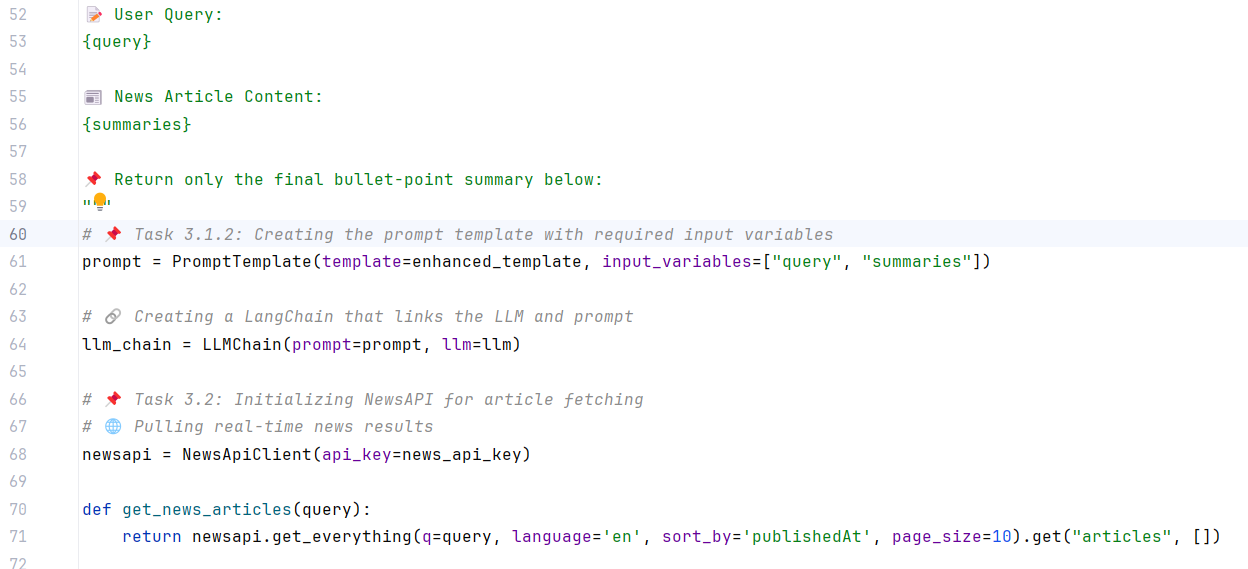 52 📝 User Query:
53 {query}
54
55 📰 News Article Content:
56 {summaries}
57
58 📌 Return only the final bullet-point summary below:
59 """
60 # 📌 Task 3.1.2: Creating the prompt template with required input variables
61 prompt = PromptTemplate(template=enhanced_template, input_variables=["query", "summaries"])
62
63 # 🔗 Creating a LangChain that links the LLM and prompt
64 llm_chain = LLMChain(prompt=prompt, llm=llm)
65
66 # 📌 Task 3.2: Initializing NewsAPI for article fetching
67 # 🌐 Pulling real-time news results
68 newsapi = NewsApiClient(api_key=news_api_key)
69
70 def get_news_articles(query):
71     return newsapi.get_everything(q=query, language='en', sort_by='publishedAt', page_size=10).get("articles", [])
72